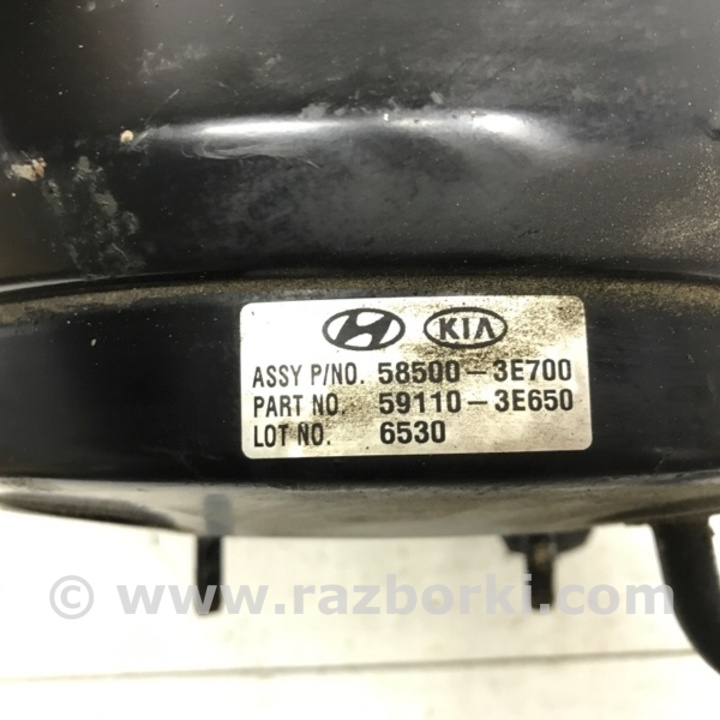 KIA
ASSY P/NO. 58500-3E700
PART NO. 59110-3E650
LOT NO. 6530
© www.razborki.com